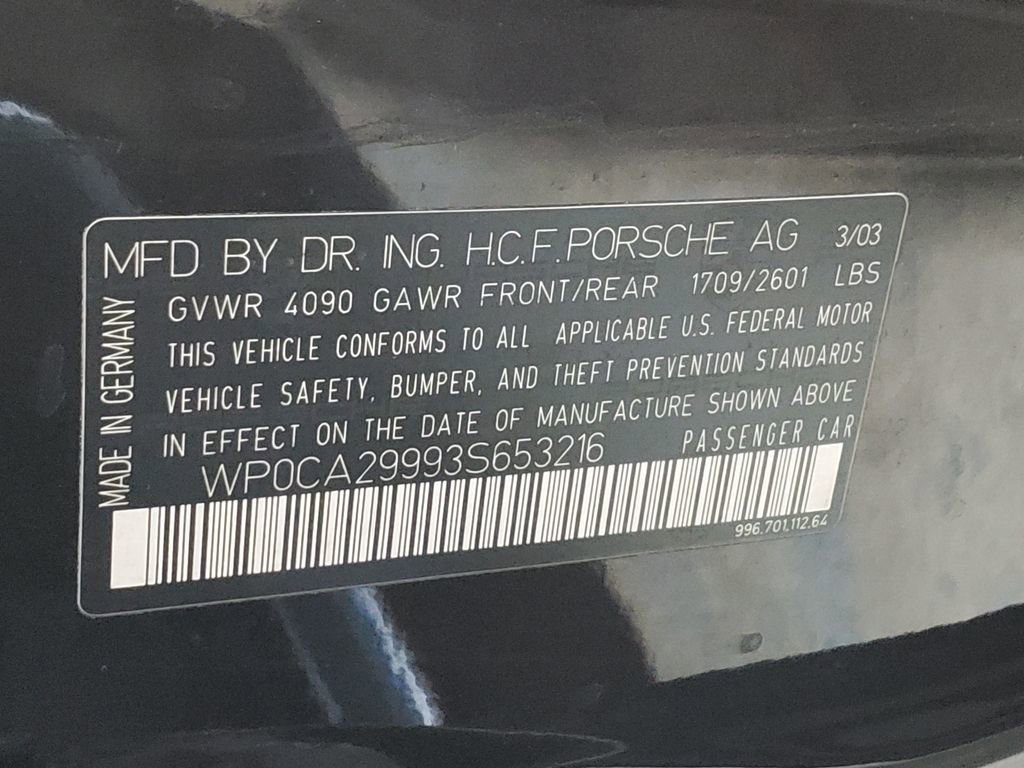 MFD BY DR. ING. H.C.F. PORSCHE AG 3/03
GVWR 4090 GAWR FRONT/REAR 1709/2601 LBS
THIS VEHICLE CONFORMS TO ALL APPLICABLE U.S. FEDERAL MOTOR
VEHICLE SAFETY, BUMPER, AND THEFT PREVENTION STANDARDS
IN EFFECT ON THE DATE OF MANUFACTURE SHOWN ABOVE
WP0CA29993S653216 PASSENGER CAR
996.701.112.64
MADE IN GERMANY